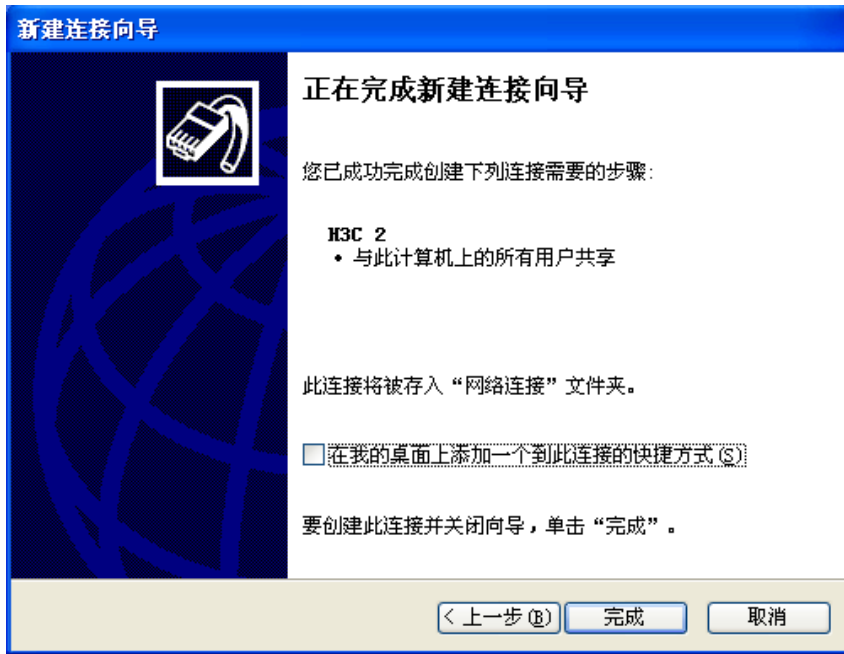 新建连接向导
正在完成新建连接向导
您已成功完成创建下列连接需要的步骤:
H3C 2
• 与此计算机上的所有用户共享
此连接将被存入“网络连接”文件夹。
在我的桌面上添加一个到此连接的快捷方式(S)
要创建此连接并关闭向导，单击“完成”。
< 上一步(B) 完成 取消